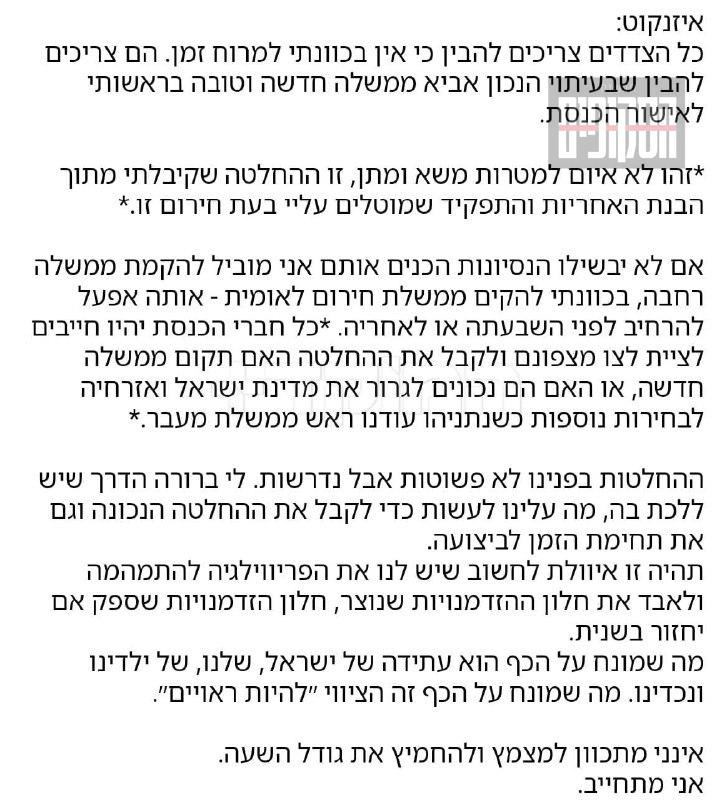 איזנקוט:
כל הצדדים צריכים להבין כי אין בכוונתי למרוח זמן. הם צריכים
להבין שבעיתוי הנכון אביא ממשלה חדשה וטובה בראשותי
לאישור הכנסת.
*זהו לא איום למטרות משא ומתן, זו ההחלטה שקיבלתי מתוך
הבנת האחריות והתפקיד שמוטלים עליי בעת חירום זו.*
אם לא יבשילו הנסיונות הכנים אותם אני מוביל להקמת ממשלה
רחבה, בכוונתי להקים ממשלת חירום לאומית - אותה אפעל
להרחיב לפני השבעתה או לאחריה. *כל חברי הכנסת יהיו חייבים
לציית לצו מצפונם ולקבל את ההחלטה האם תקום ממשלה
חדשה, או האם הם נכונים לגרור את מדינת ישראל ואזרחיה
לבחירות נוספות כשנתניהו עודנו ראש ממשלת מעבר.*
ההחלטות בפנינו לא פשוטות אבל נדרשות. לי ברורה הדרך שיש
ללכת בה, מה עלינו לעשות כדי לקבל את ההחלטה הנכונה וגם
את תחימת הזמן לביצועה.
תהיה זו איוולת לחשוב שיש לנו את הפריווילגיה להתמהמה
ולאבד את חלון ההזדמנויות שנוצר, חלון הזדמנויות שספק אם
יחזור בשנית.
מה שמונח על הכף הוא עתידה של ישראל, שלנו, של ילדינו
ונכדינו. מה שמונח על הכף זה הציווי ״להיות ראויים״.
אינני מתכוון למצמץ ולהחמיץ את גודל השעה.
אני מתחייב.